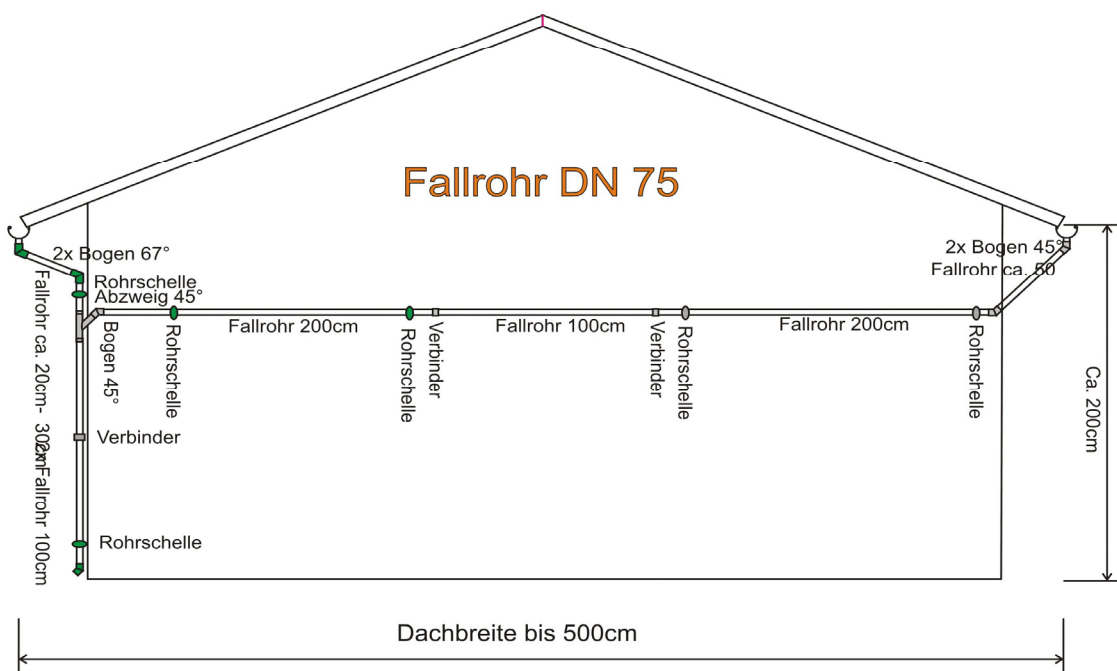 Fallrohr DN 75
2x Bogen 67°
2x Bogen 45°
Fallrohr ca. 50
Rohrschelle
Abzweig 45°
Fallrohr ca. 20cm- 30cm
2x Fallrohr 100cm
Bogen 45°
Rohrschelle
Fallrohr 200cm
Rohrschelle
Verbinder
Fallrohr 100cm
Verbinder
Rohrschelle
Fallrohr 200cm
Rohrschelle
Ca. 200cm
Verbinder
Rohrschelle
Dachbreite bis 500cm